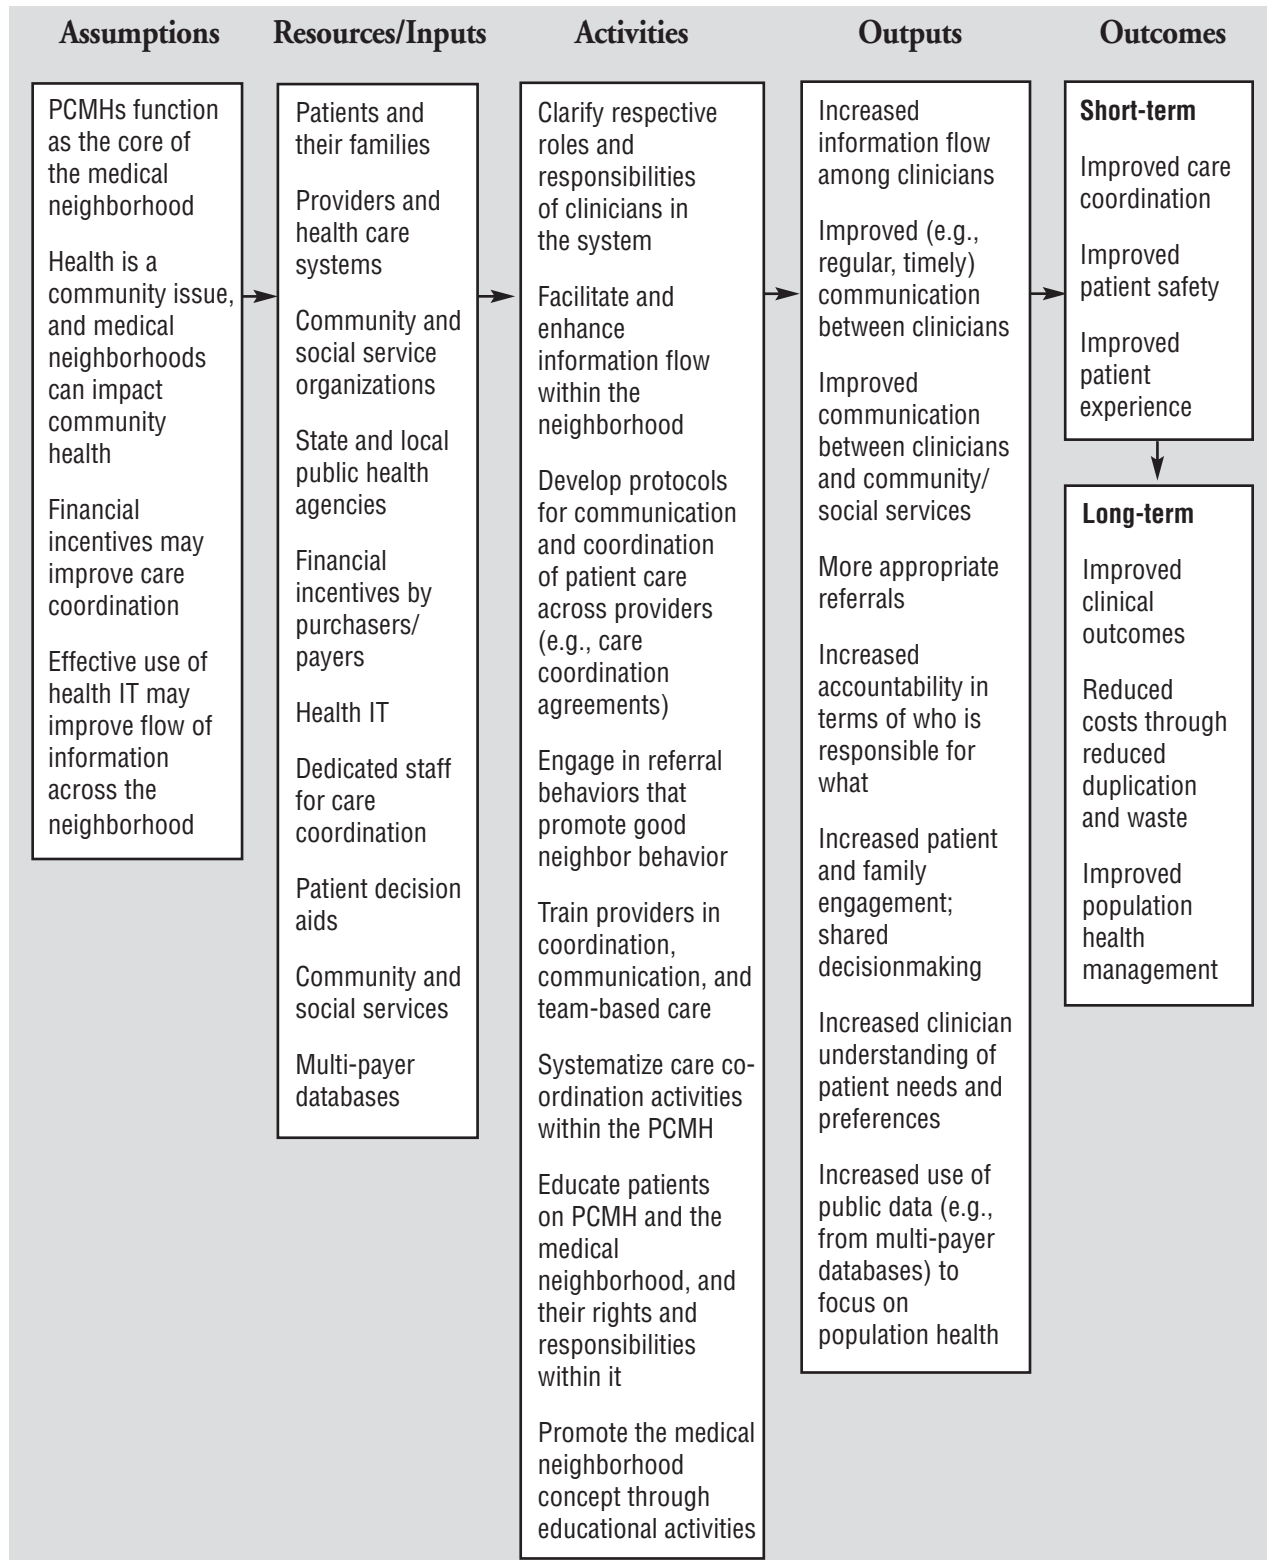 Assumptions
Resources/Inputs
Activities
Outputs
Outcomes
PCMHs function
as the core of
the medical
neighborhood
Health is a
community issue,
and medical
neighborhoods
can impact
community
health
Financial
incentives may
improve care
coordination
Effective use of
health IT may
improve flow of
information
across the
neighborhood
Patients and
their families
Providers and
health care
systems
Community and
social service
organizations
State and local
public health
agencies
Financial
incentives by
purchasers/
payers
Health IT
Dedicated staff
for care
coordination
Patient decision
aids
Community and
social services
Multi-payer
databases
Clarify respective
roles and
responsibilities
of clinicians in
the system
Facilitate and
enhance
information flow
within the
neighborhood
Develop protocols
for communication
and coordination
of patient care
across providers
(e.g., care
coordination
agreements)
Engage in referral
behaviors that
promote good
neighbor behavior
Train providers in
coordination,
communication, and
team-based care
Systematize care co-
ordination activities
within the PCMH
Educate patients
on PCMH and the
medical
neighborhood, and
their rights and
responsibilities
within it
Promote the medical
neighborhood
concept through
educational activities
Increased
information flow
among clinicians
Improved (e.g.,
regular, timely)
communication
between clinicians
Improved
communication
between clinicians
and community/
social services
More appropriate
referrals
Increased
accountability in
terms of who is
responsible for
what
Increased patient
and family
engagement;
shared
decisionmaking
Increased clinician
understanding of
patient needs and
preferences
Increased use of
public data (e.g.,
from multi-payer
databases) to
focus on
population health
Short-term
Improved care
coordination
Improved
patient safety
Improved
patient
experience
Long-term
Improved
clinical
outcomes
Reduced
costs through
reduced
duplication
and waste
Improved
population
health
management